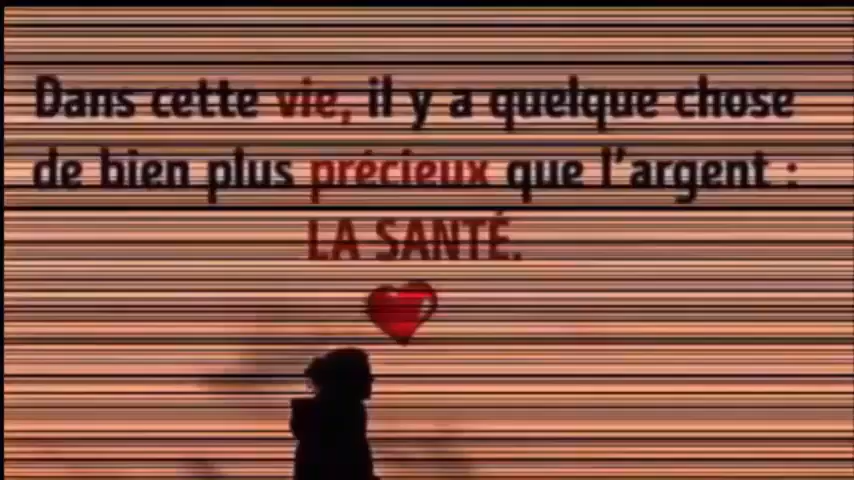 Dans cette vie, il y a quelque chose
de bien plus précieux que l'argent :
LA SANTÉ.